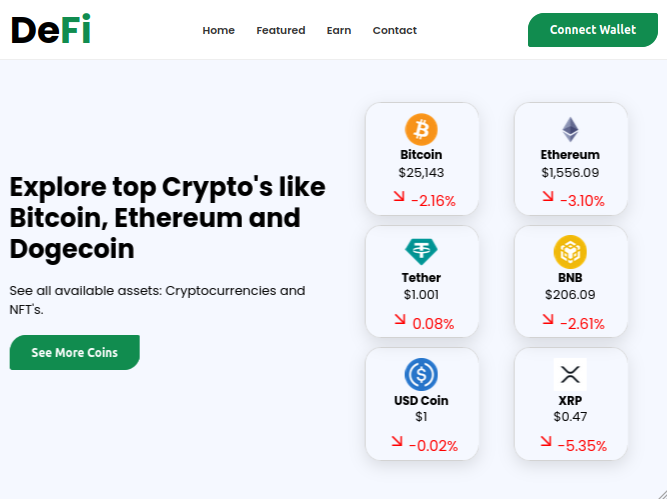 DeFi
Home Featured Earn Contact
Connect Wallet
Explore top Crypto's like
Bitcoin, Ethereum and
Dogecoin
See all available assets: Cryptocurrencies and
NFT's.
See More Coins
Bitcoin
$25,143
-2.16%
Ethereum
$1,556.09
-3.10%
Tether
$1.001
0.08%
BNB
$206.09
-2.61%
USD Coin
$1
-0.02%
XRP
$0.47
-5.35%